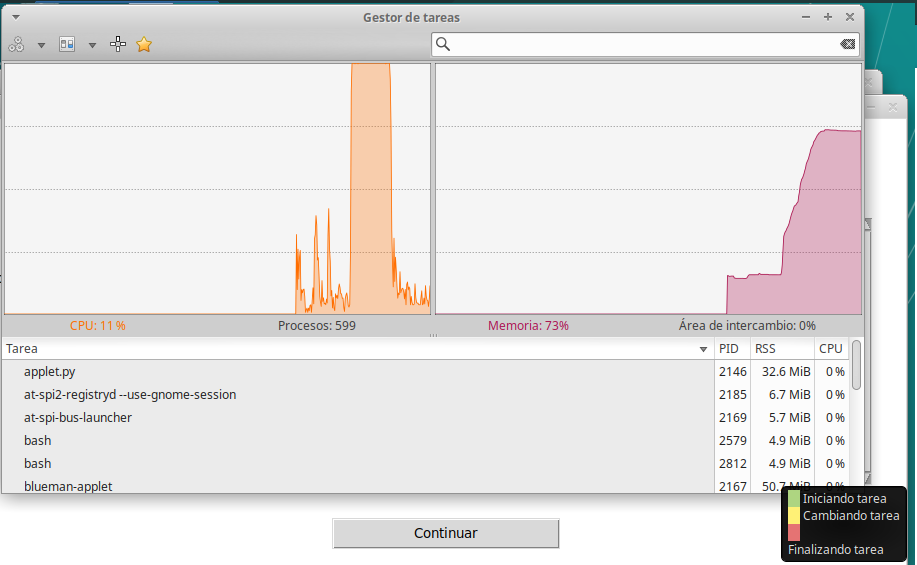 Gestor de tareas
CPU: 11 % Procesos: 599 Memoria: 73% Área de intercambio: 0%
Tarea PID RSS CPU
applet.py 2146 32.6 MiB 0 %
at-spi2-registryd --use-gnome-session 2185 6.7 MiB 0 %
at-spi-bus-launcher 2169 5.7 MiB 0 %
bash 2579 4.9 MiB 0 %
bash 2812 4.9 MiB 0 %
blueman-applet 2167 50.7 MiB 0 %
Iniciando tarea
Cambiando tarea
Finalizando tarea
Continuar